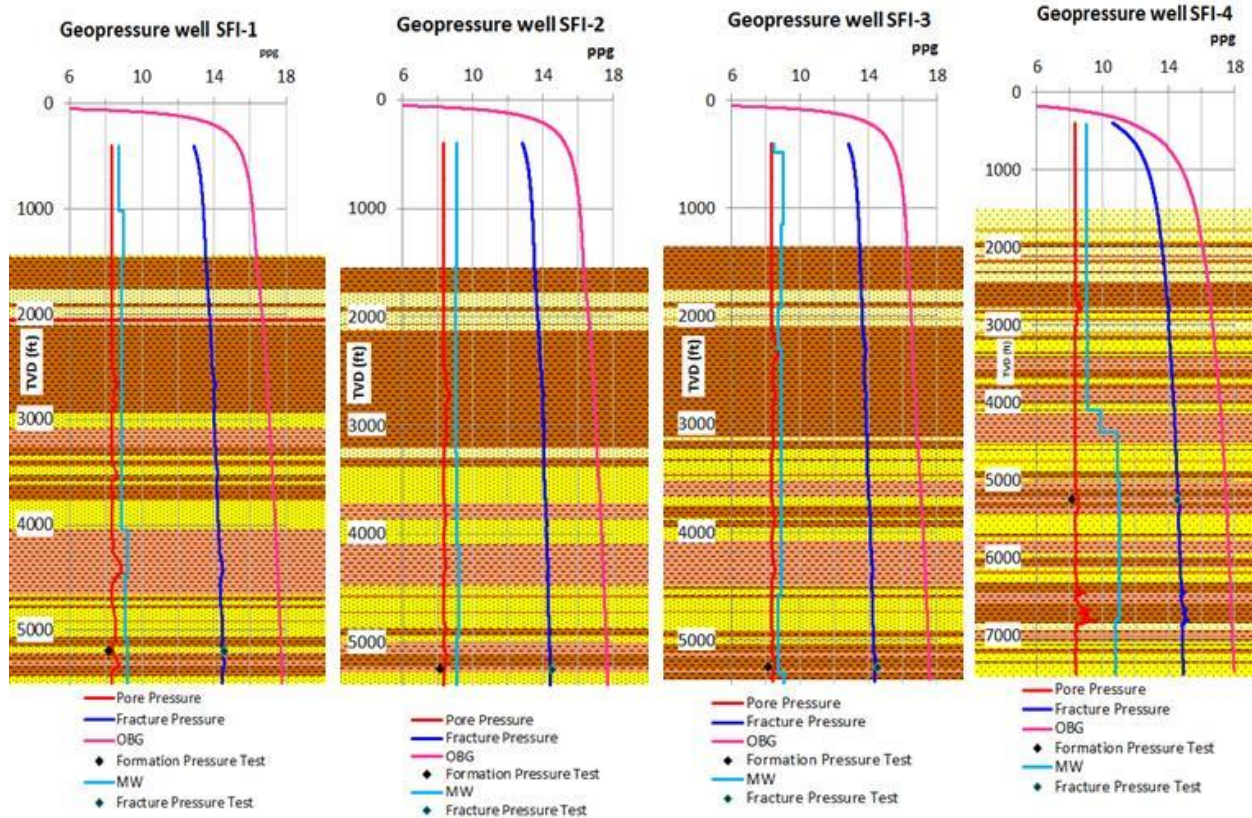 Geopressure well SFI-1
ppg
6 10 14 18
0
1000
2000
3000
4000
5000
TVD (ft)
Pore Pressure
Fracture Pressure
OBG
Formation Pressure Test
MW
Fracture Pressure Test
Geopressure well SFI-2
ppg
6 10 14 18
0
1000
2000
3000
4000
5000
TVD (ft)
Pore Pressure
Fracture Pressure
OBG
Formation Pressure Test
MW
Fracture Pressure Test
Geopressure well SFI-3
ppg
6 10 14 18
0
1000
2000
3000
4000
5000
TVD (ft)
Pore Pressure
Fracture Pressure
OBG
Formation Pressure Test
MW
Fracture Pressure Test
Geopressure well SFI-4
ppg
6 10 14 18
0
1000
2000
3000
4000
5000
6000
7000
TVD (ft)
Pore Pressure
Fracture Pressure
OBG
Formation Pressure Test
MW
Fracture Pressure Test